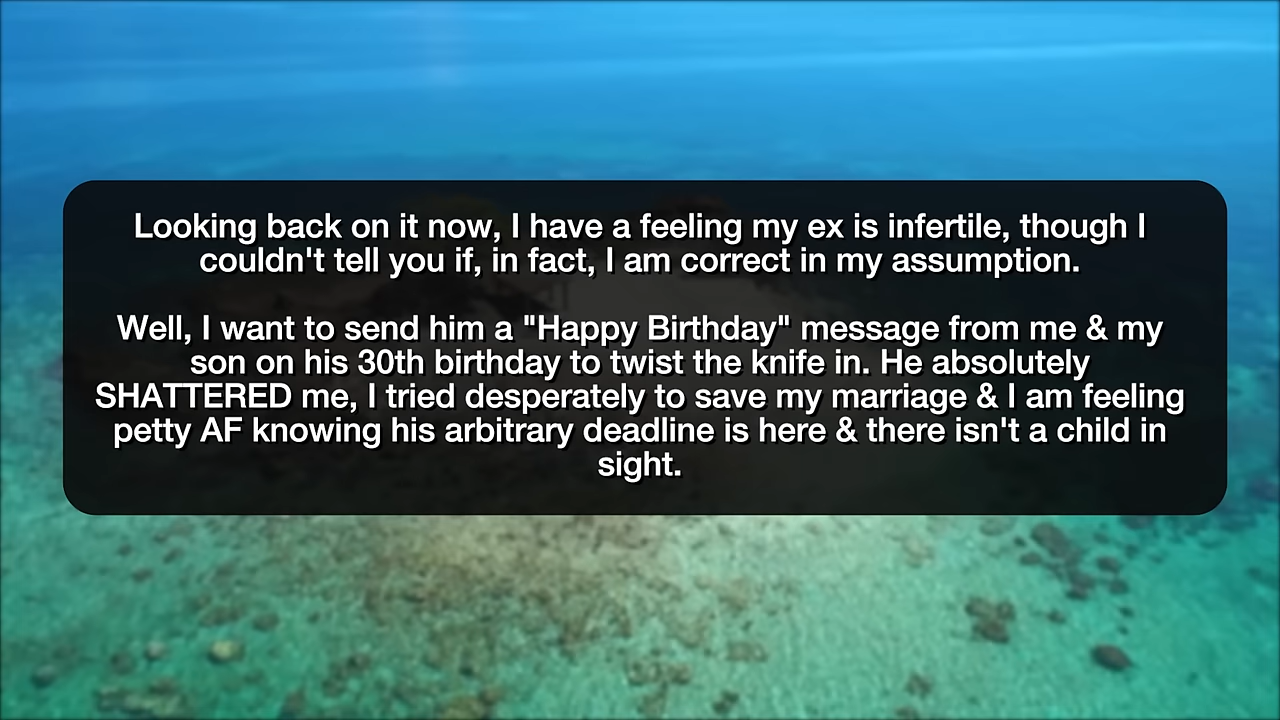 Looking back on it now, I have a feeling my ex is infertile, though I
couldn't tell you if, in fact, I am correct in my assumption.
Well, I want to send him a "Happy Birthday" message from me & my
son on his 30th birthday to twist the knife in. He absolutely
SHATTERED me, I tried desperately to save my marriage & I am feeling
petty AF knowing his arbitrary deadline is here & there isn't a child in
sight.